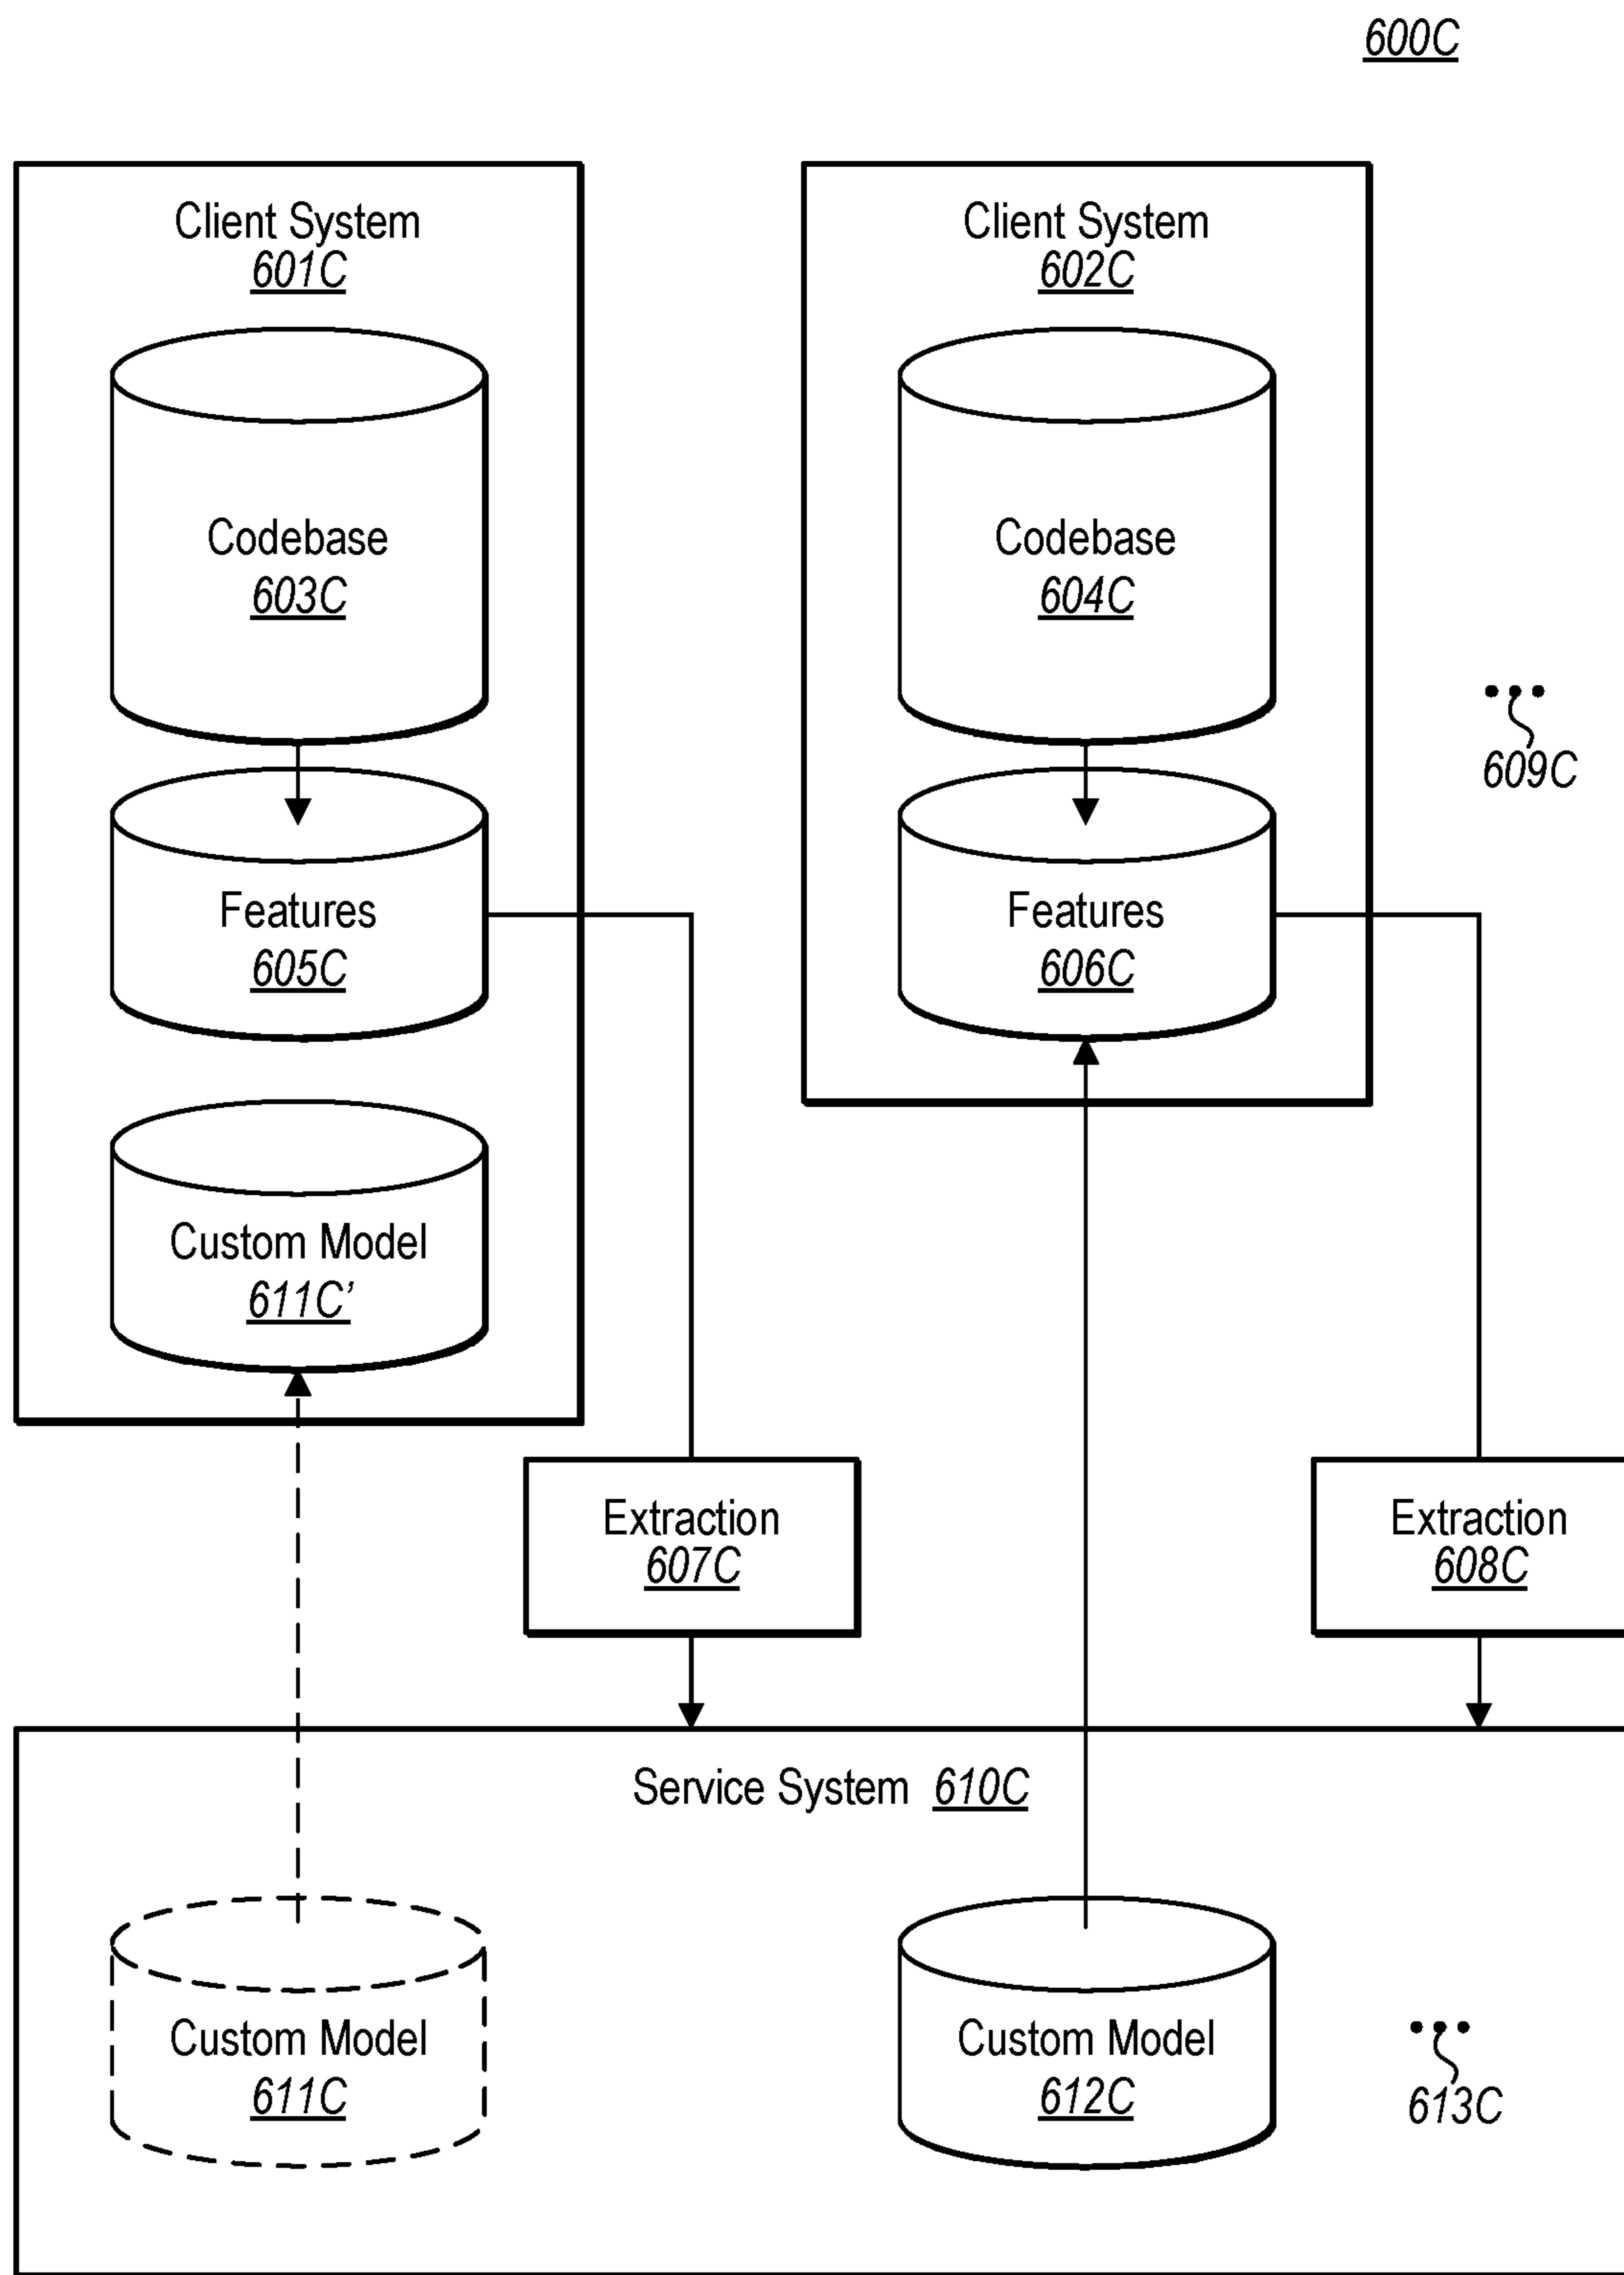 600C
Client System
601C
Codebase
603C
Features
605C
Custom Model
611C’
Client System
602C
Codebase
604C
Features
606C
609C
Extraction
607C
Extraction
608C
Service System 610C
Custom Model
611C
Custom Model
612C
613C